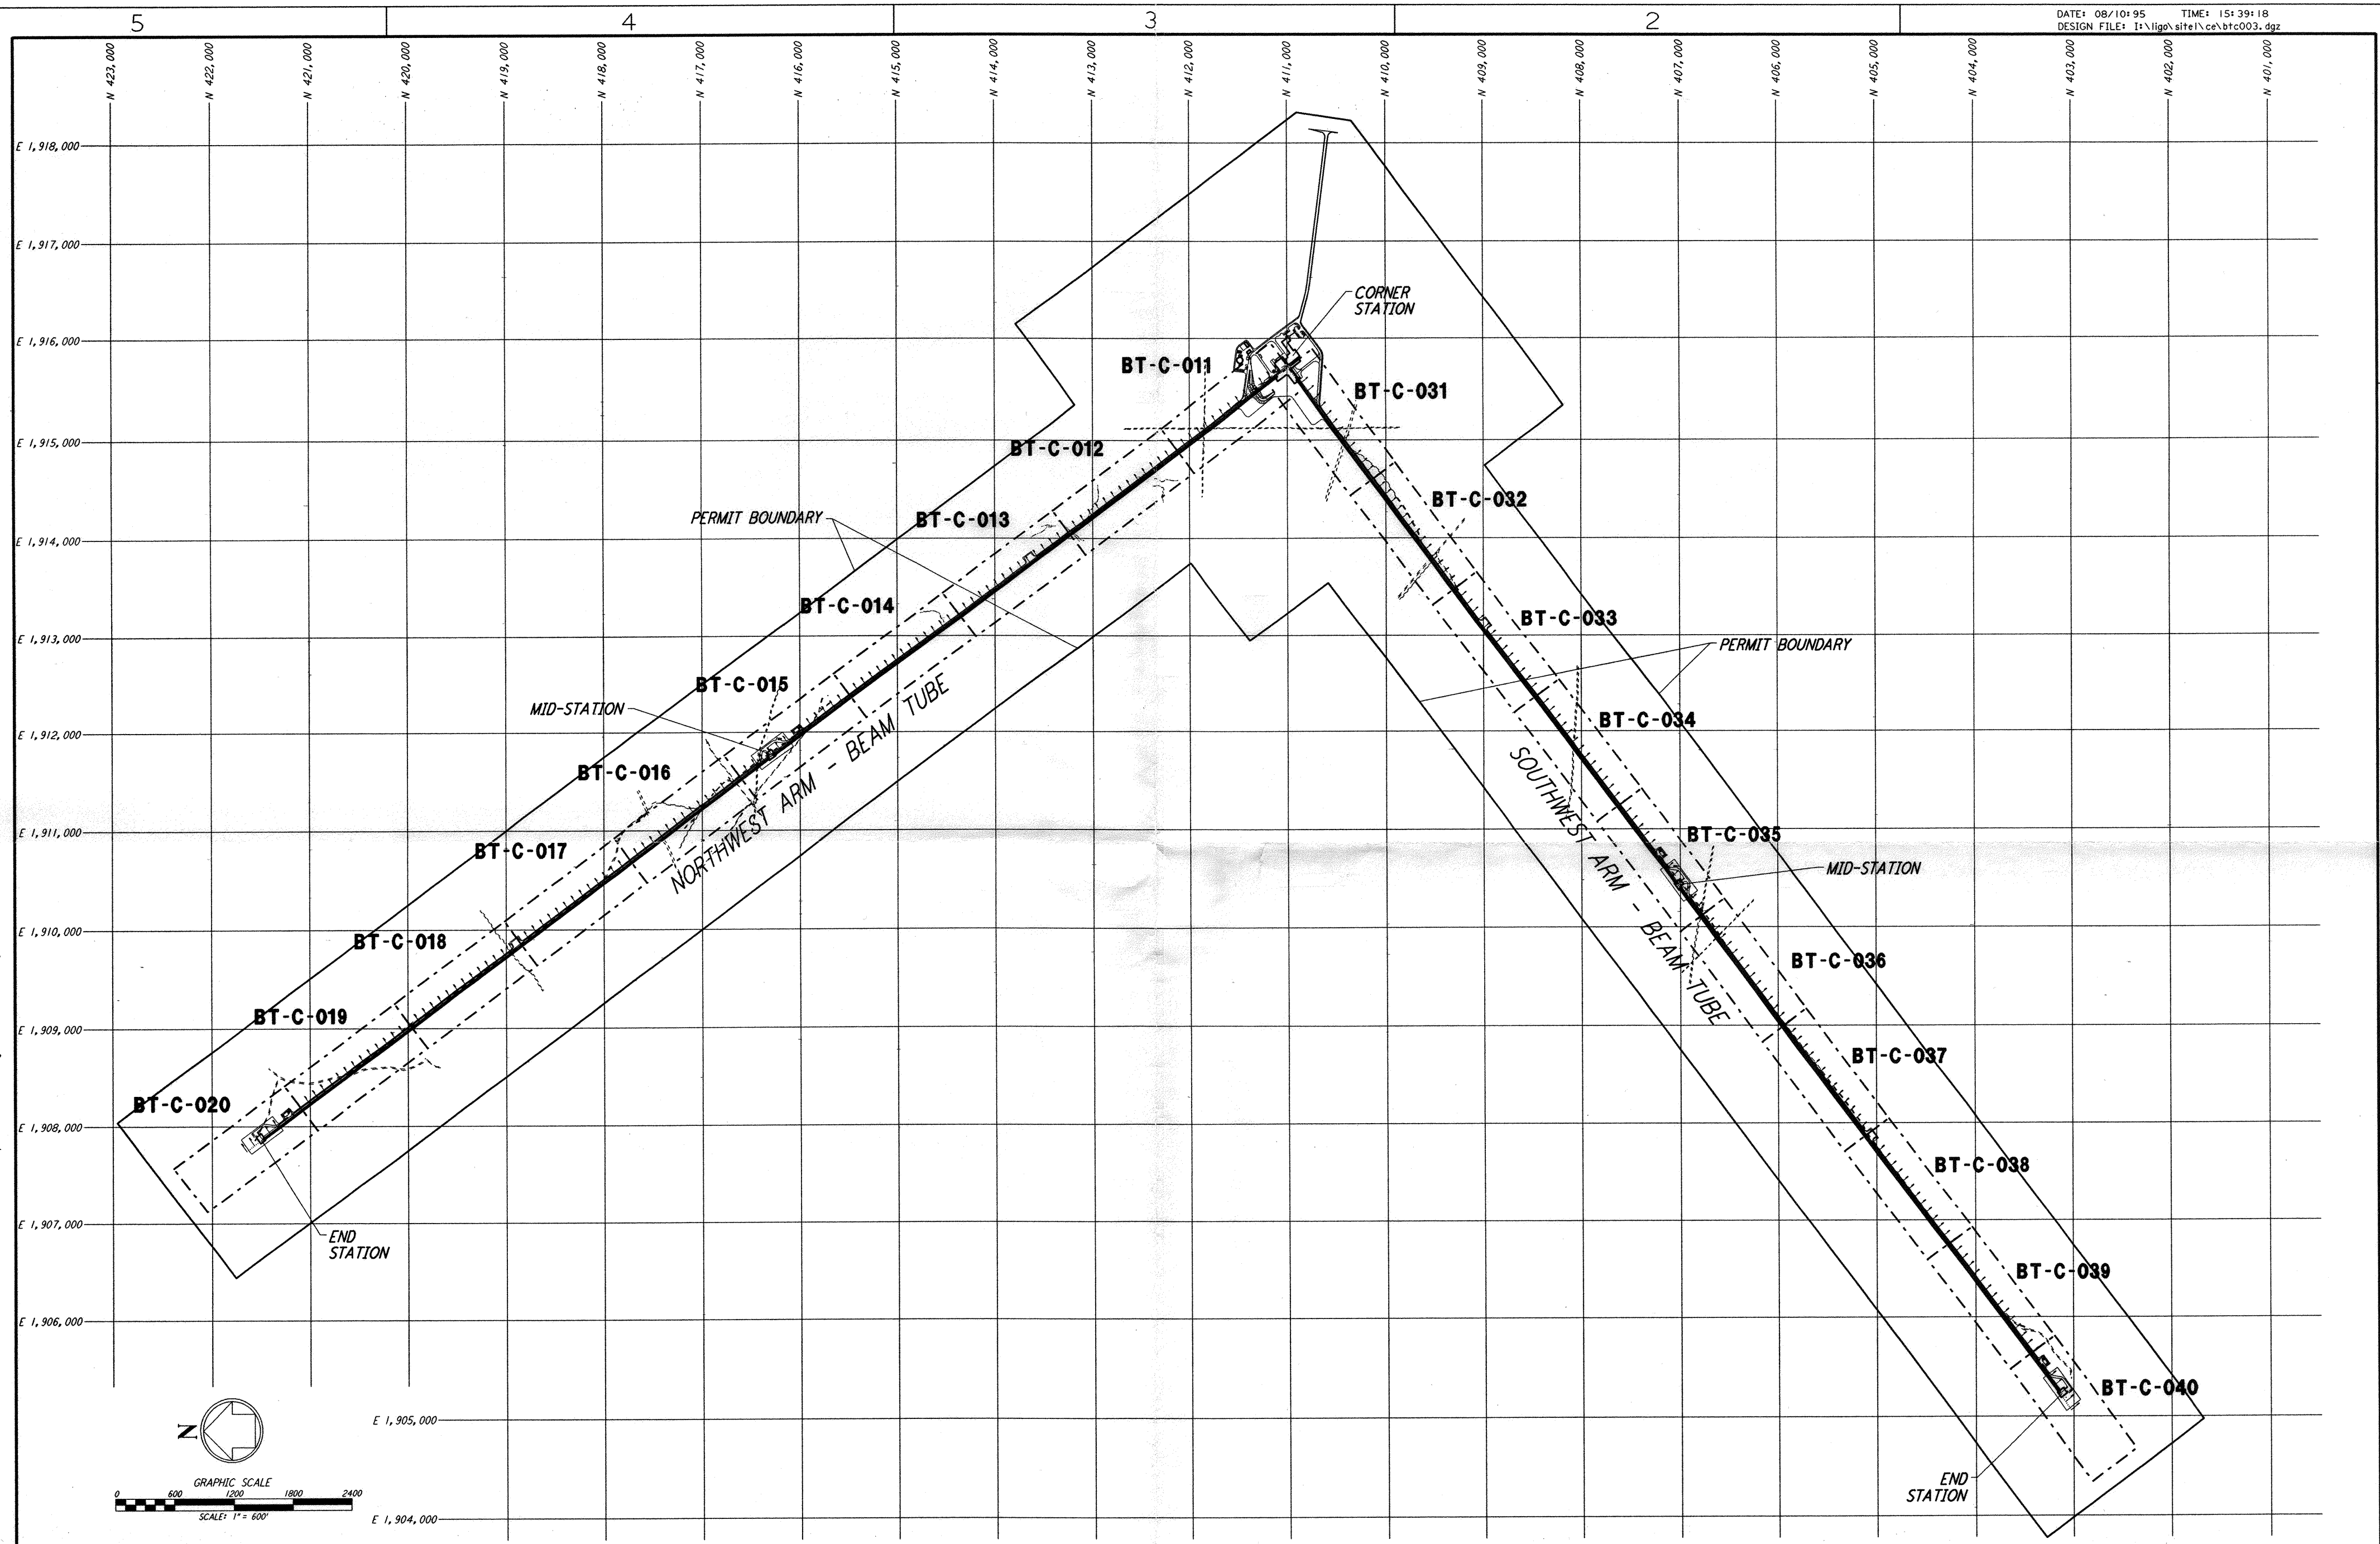 DATE: 08/10:95 TIME: 15:39:18
DESIGN FILE: I:\ligo\site1\ce\btc003.dgz
5 4 3 2
N 423,000
N 422,000
N 421,000
N 420,000
N 419,000
N 418,000
N 417,000
N 416,000
N 415,000
N 414,000
N 413,000
N 412,000
N 411,000
N 410,000
N 409,000
N 408,000
N 407,000
N 406,000
N 405,000
N 404,000
N 403,000
N 402,000
N 401,000
E 1,918,000
E 1,917,000
E 1,916,000
E 1,915,000
E 1,914,000
E 1,913,000
E 1,912,000
E 1,911,000
E 1,910,000
E 1,909,000
E 1,908,000
E 1,907,000
E 1,906,000
E 1,905,000
E 1,904,000
CORNER
STATION
BT-C-011
BT-C-012
BT-C-013
PERMIT BOUNDARY
BT-C-014
BT-C-015
MID-STATION
BT-C-016
BT-C-017
BT-C-018
BT-C-019
BT-C-020
NORTHWEST ARM - BEAM TUBE
END
STATION
BT-C-031
BT-C-032
BT-C-033
PERMIT BOUNDARY
BT-C-034
BT-C-035
MID-STATION
BT-C-036
BT-C-037
BT-C-038
BT-C-039
BT-C-040
SOUTHWEST ARM - BEAM TUBE
END
STATION
N
GRAPHIC SCALE
0 600 1200 1800 2400
SCALE: 1" = 600'